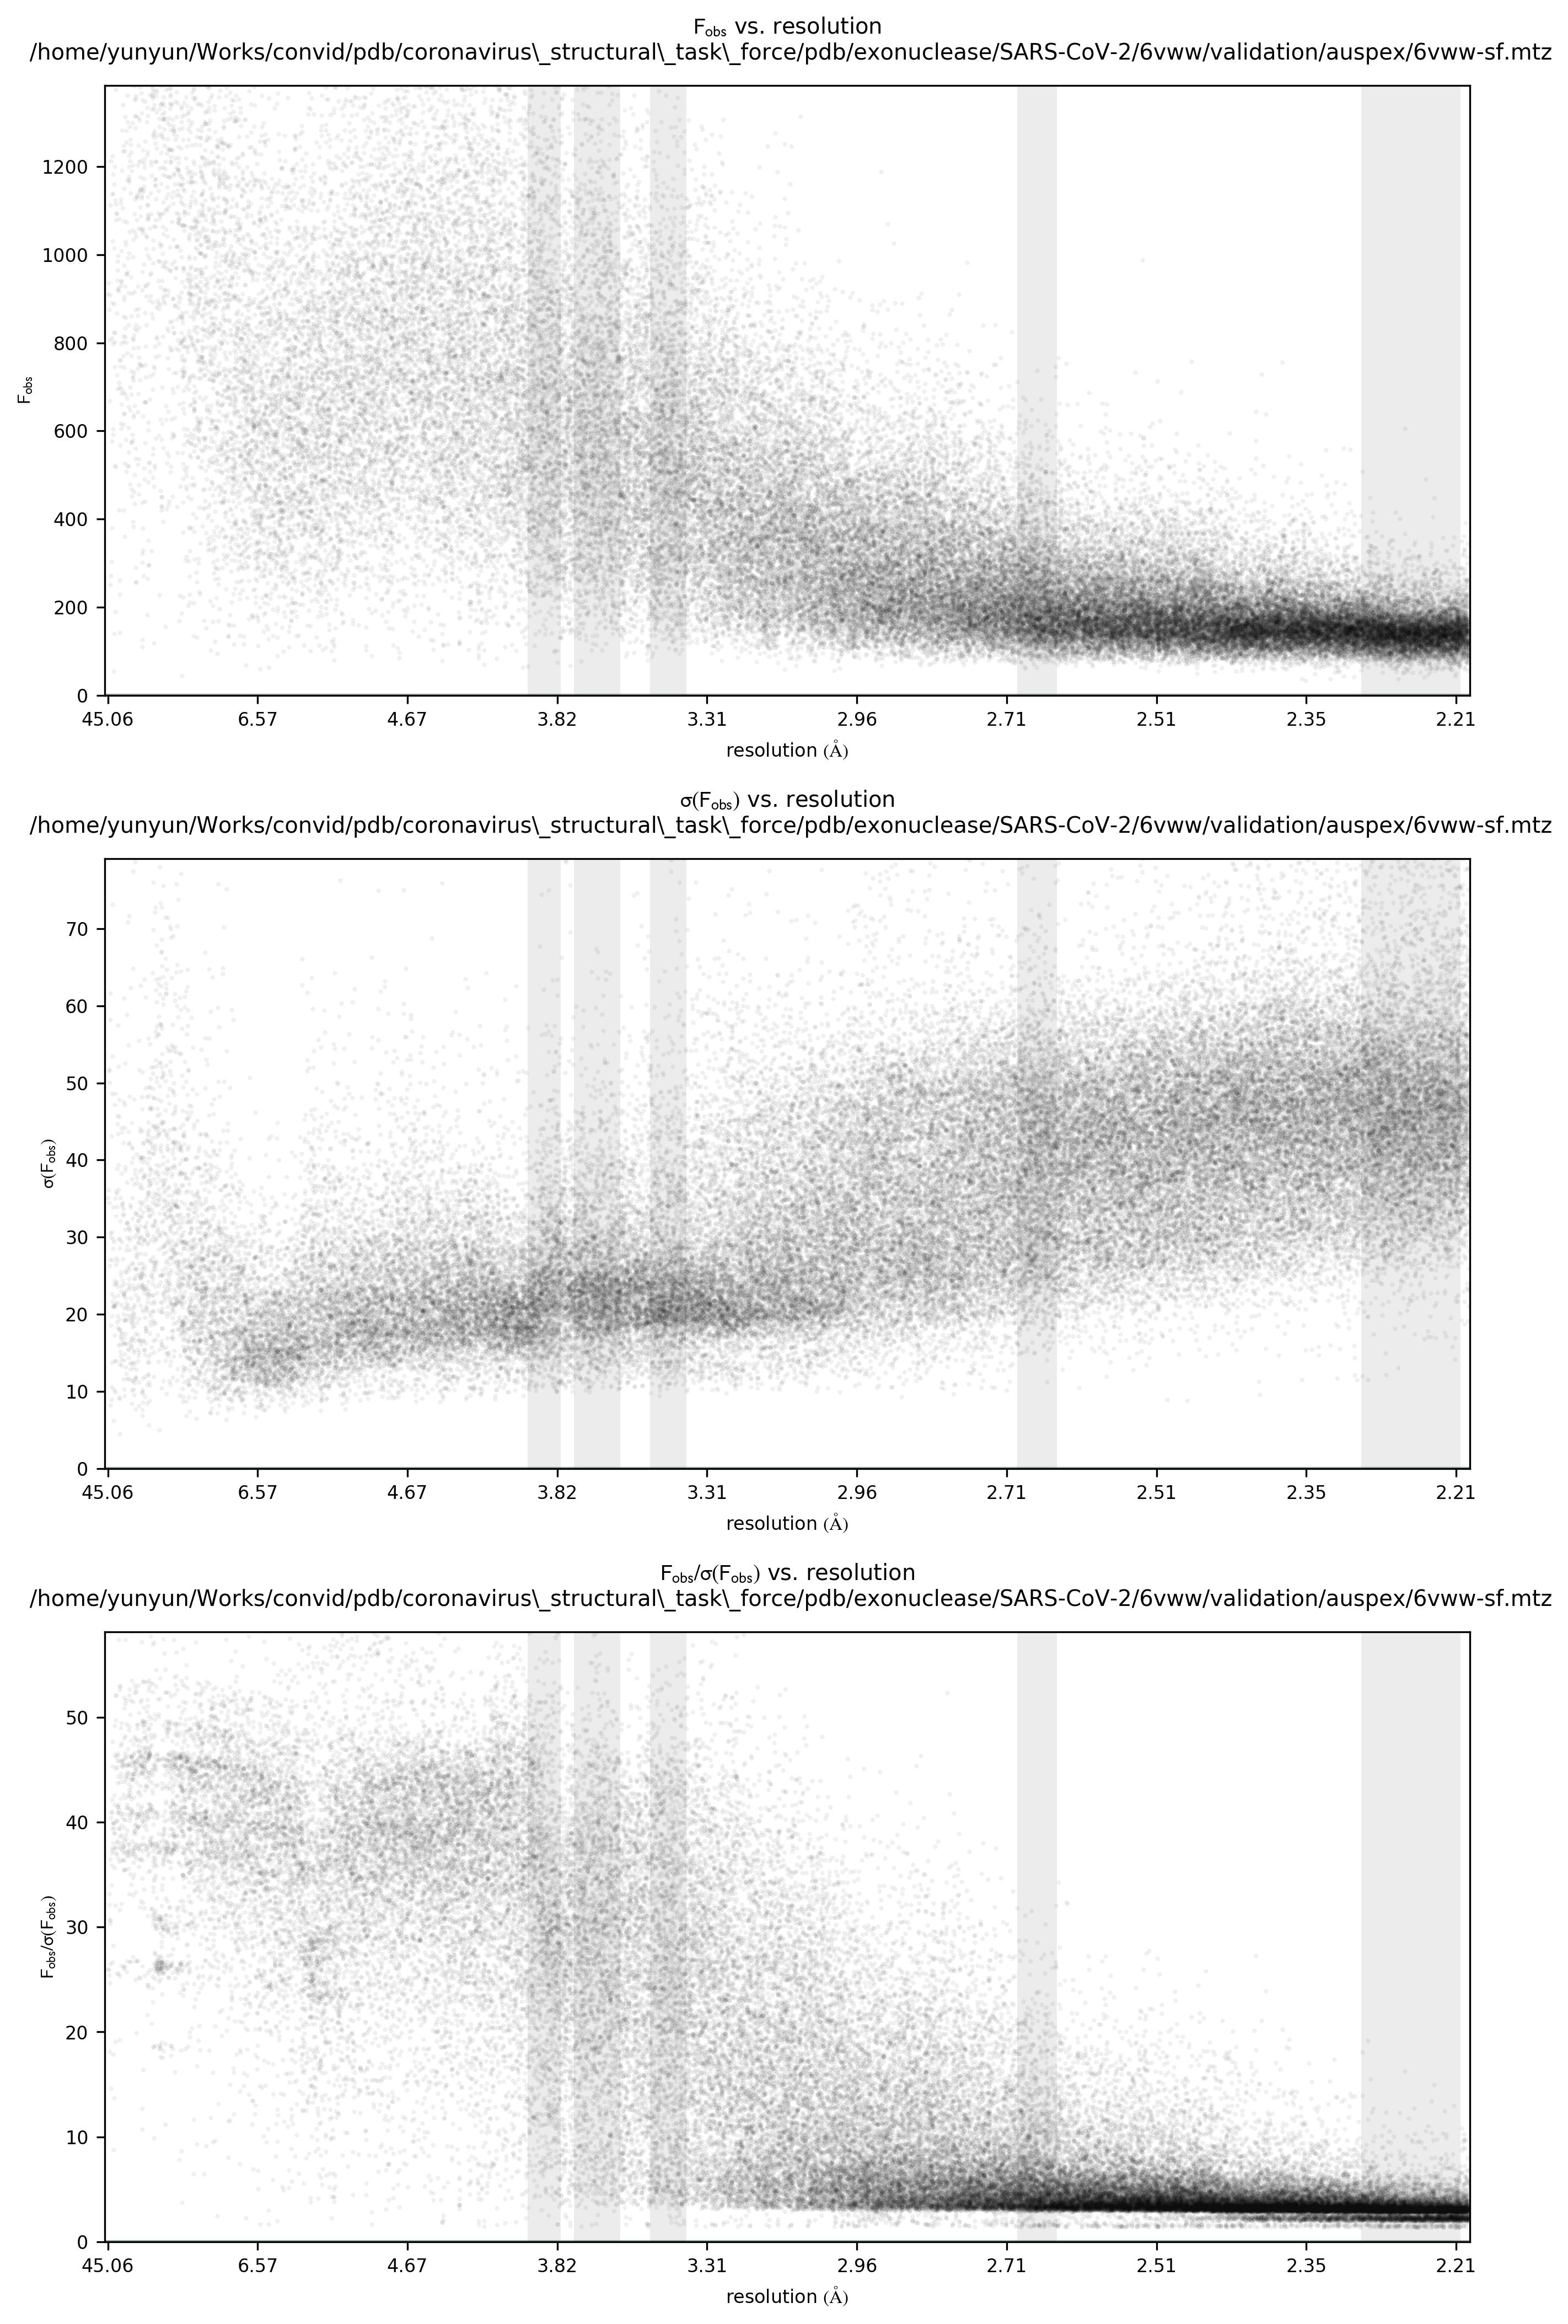 Fobs vs. resolution
/home/yunyun/Works/convid/pdb/coronavirus\_structural\_task\_force/pdb/exonuclease/SARS-CoV-2/6vww/validation/auspex/6vww-sf.mtz
1200
1000
800
600
400
200
0
Fobs
45.06 6.57 4.67 3.82 3.31 2.96 2.71 2.51 2.35 2.21
resolution (Å)
σ(Fobs) vs. resolution
/home/yunyun/Works/convid/pdb/coronavirus\_structural\_task\_force/pdb/exonuclease/SARS-CoV-2/6vww/validation/auspex/6vww-sf.mtz
70
60
50
40
30
20
10
0
σ(Fobs)
45.06 6.57 4.67 3.82 3.31 2.96 2.71 2.51 2.35 2.21
resolution (Å)
Fobs/σ(Fobs) vs. resolution
/home/yunyun/Works/convid/pdb/coronavirus\_structural\_task\_force/pdb/exonuclease/SARS-CoV-2/6vww/validation/auspex/6vww-sf.mtz
50
40
30
20
10
0
Fobs/σ(Fobs)
45.06 6.57 4.67 3.82 3.31 2.96 2.71 2.51 2.35 2.21
resolution (Å)